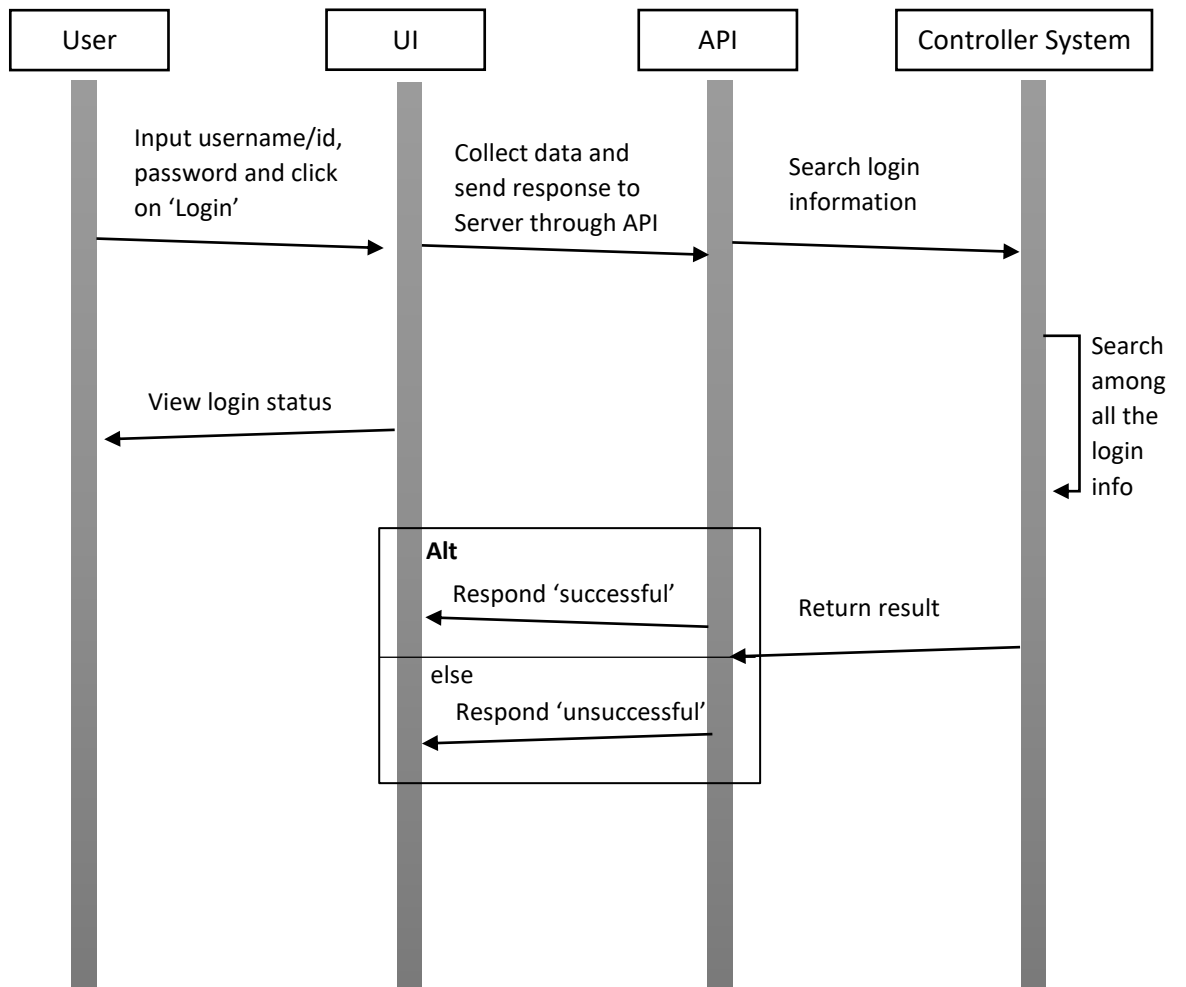 User
UI
API
Controller System
Input username/id,
password and click
on ‘Login’
Collect data and
send response to
Server through API
Search login
information
Search
among
all the
login
info
View login status
Alt
Respond ‘successful’
Return result
else
Respond ‘unsuccessful’